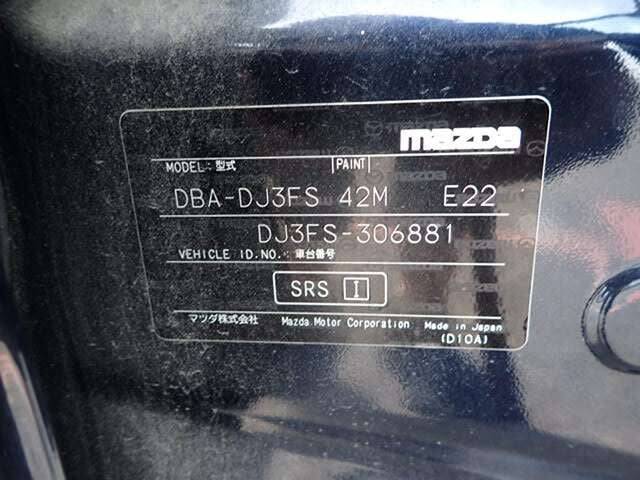 mazda
MODEL: 型式 PAINT
DBA-DJ3FS 42M E22
DJ3FS-306881
VEHICLE ID.NO.: 車台番号
SRS I
マツダ株式会社 Mazda Motor Corporation Made in Japan
(D10A)